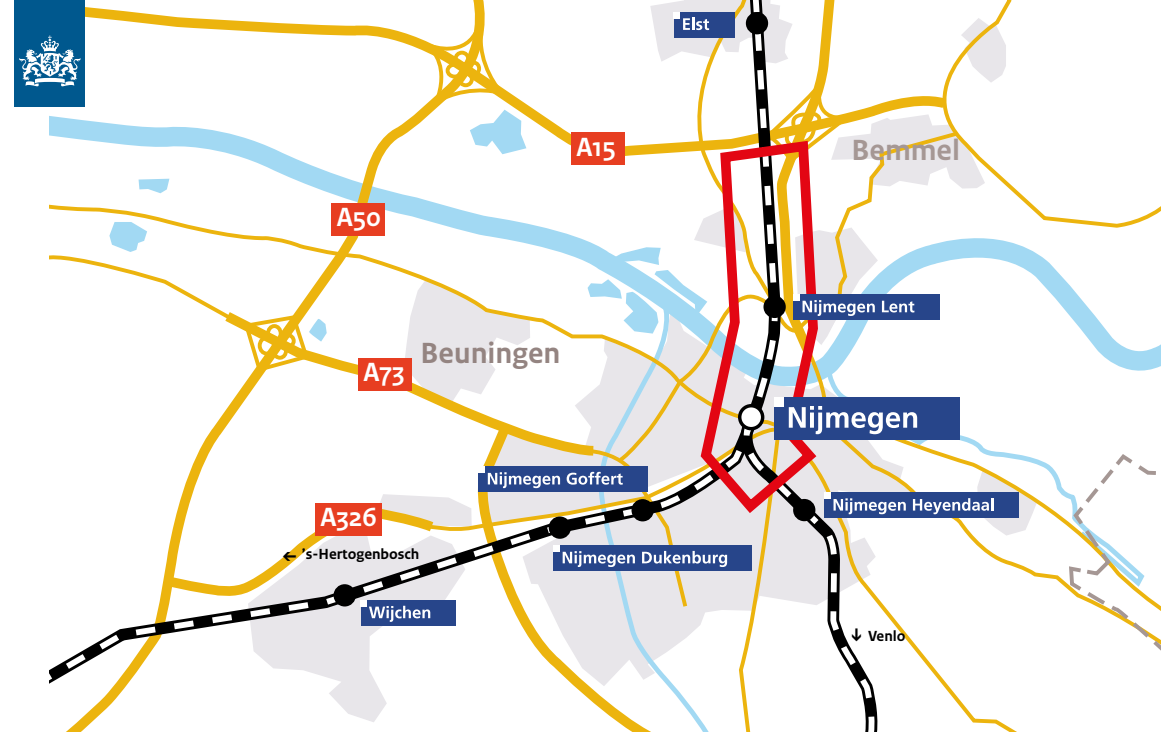 Elst
A15
Bemmel
A50
Nijmegen Lent
Beuningen
A73
Nijmegen
Nijmegen Goffert
Nijmegen Heyendaal
A326
← 's-Hertogenbosch
Nijmegen Dukenburg
Wijchen
↓ Venlo